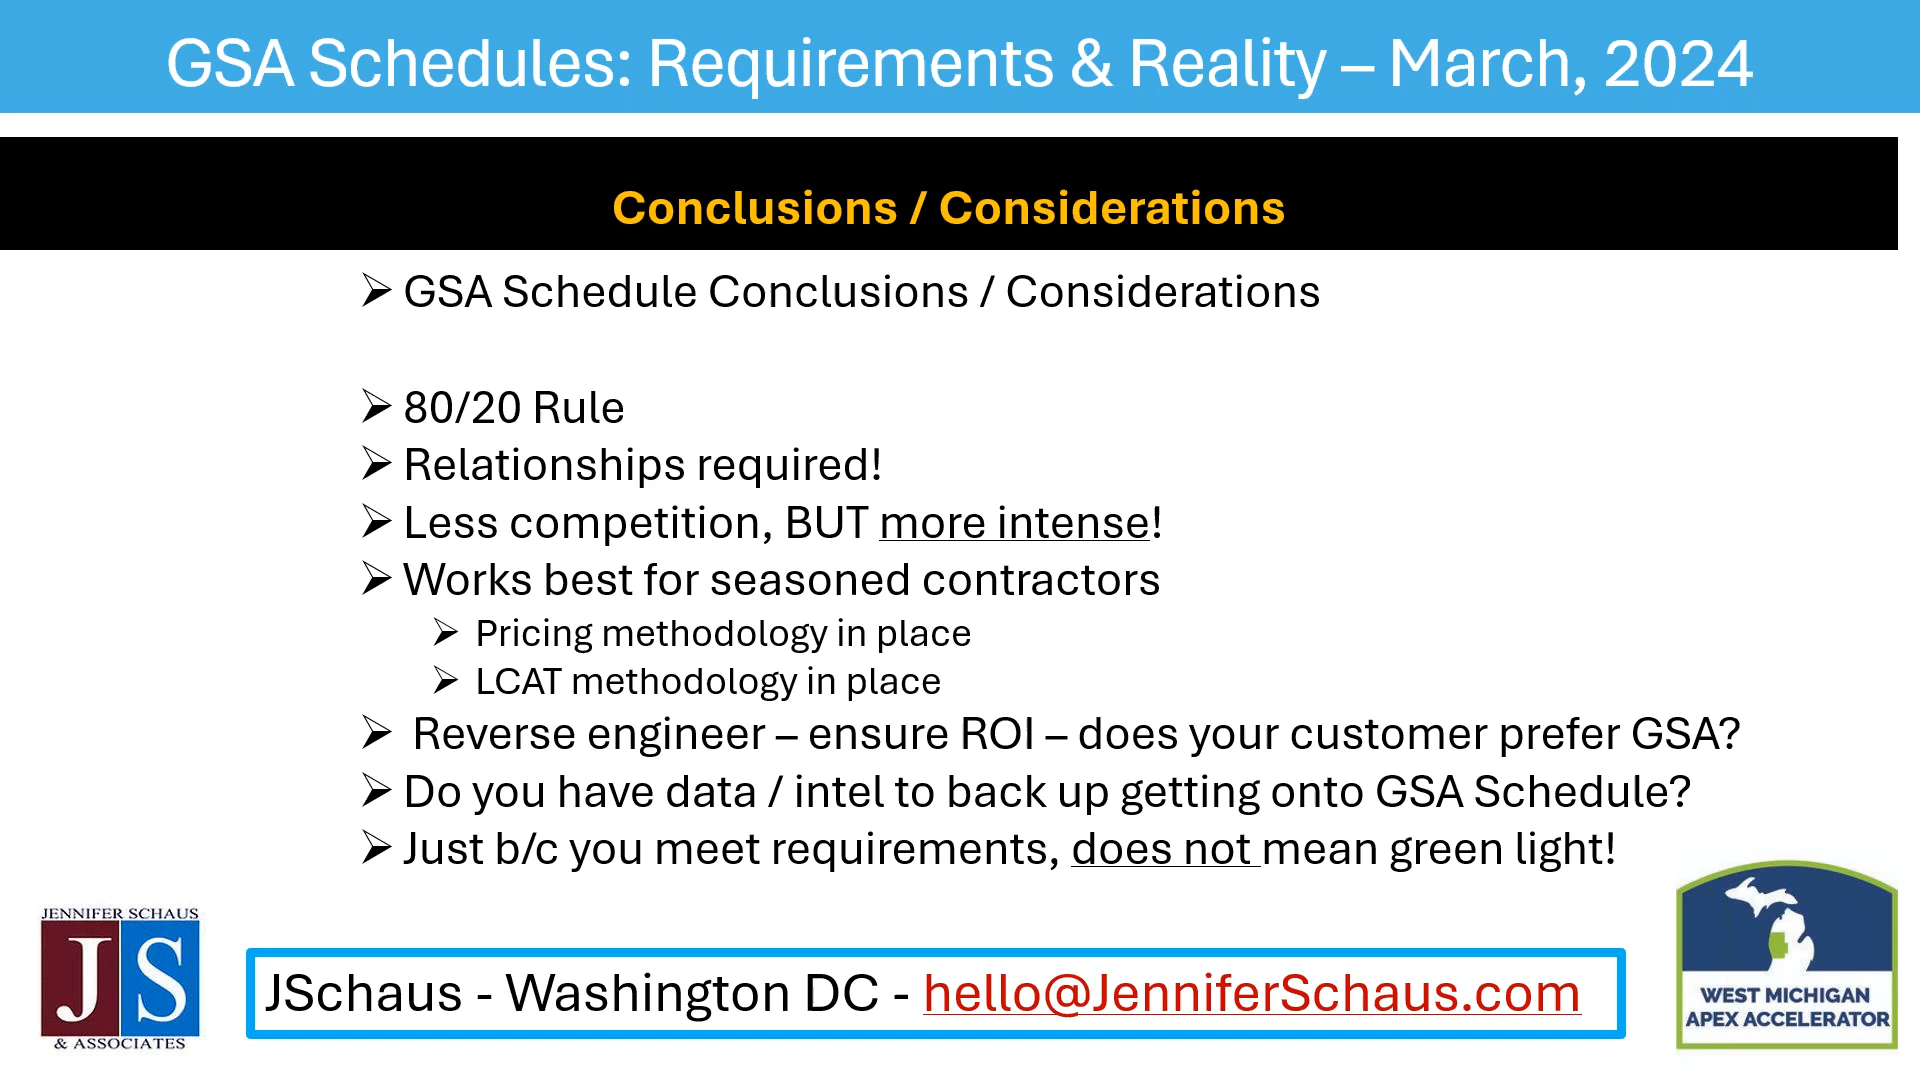 GSA Schedules: Requirements & Reality – March, 2024
Conclusions / Considerations
➢ GSA Schedule Conclusions / Considerations
➢ 80/20 Rule
➢ Relationships required!
➢ Less competition, BUT more intense!
➢ Works best for seasoned contractors
➢ Pricing methodology in place
➢ LCAT methodology in place
➢ Reverse engineer – ensure ROI – does your customer prefer GSA?
➢ Do you have data / intel to back up getting onto GSA Schedule?
➢ Just b/c you meet requirements, does not mean green light!
JENNIFER SCHAUS
JS
& ASSOCIATES
JSchaus - Washington DC - hello@JenniferSchaus.com
WEST MICHIGAN
APEX ACCELERATOR